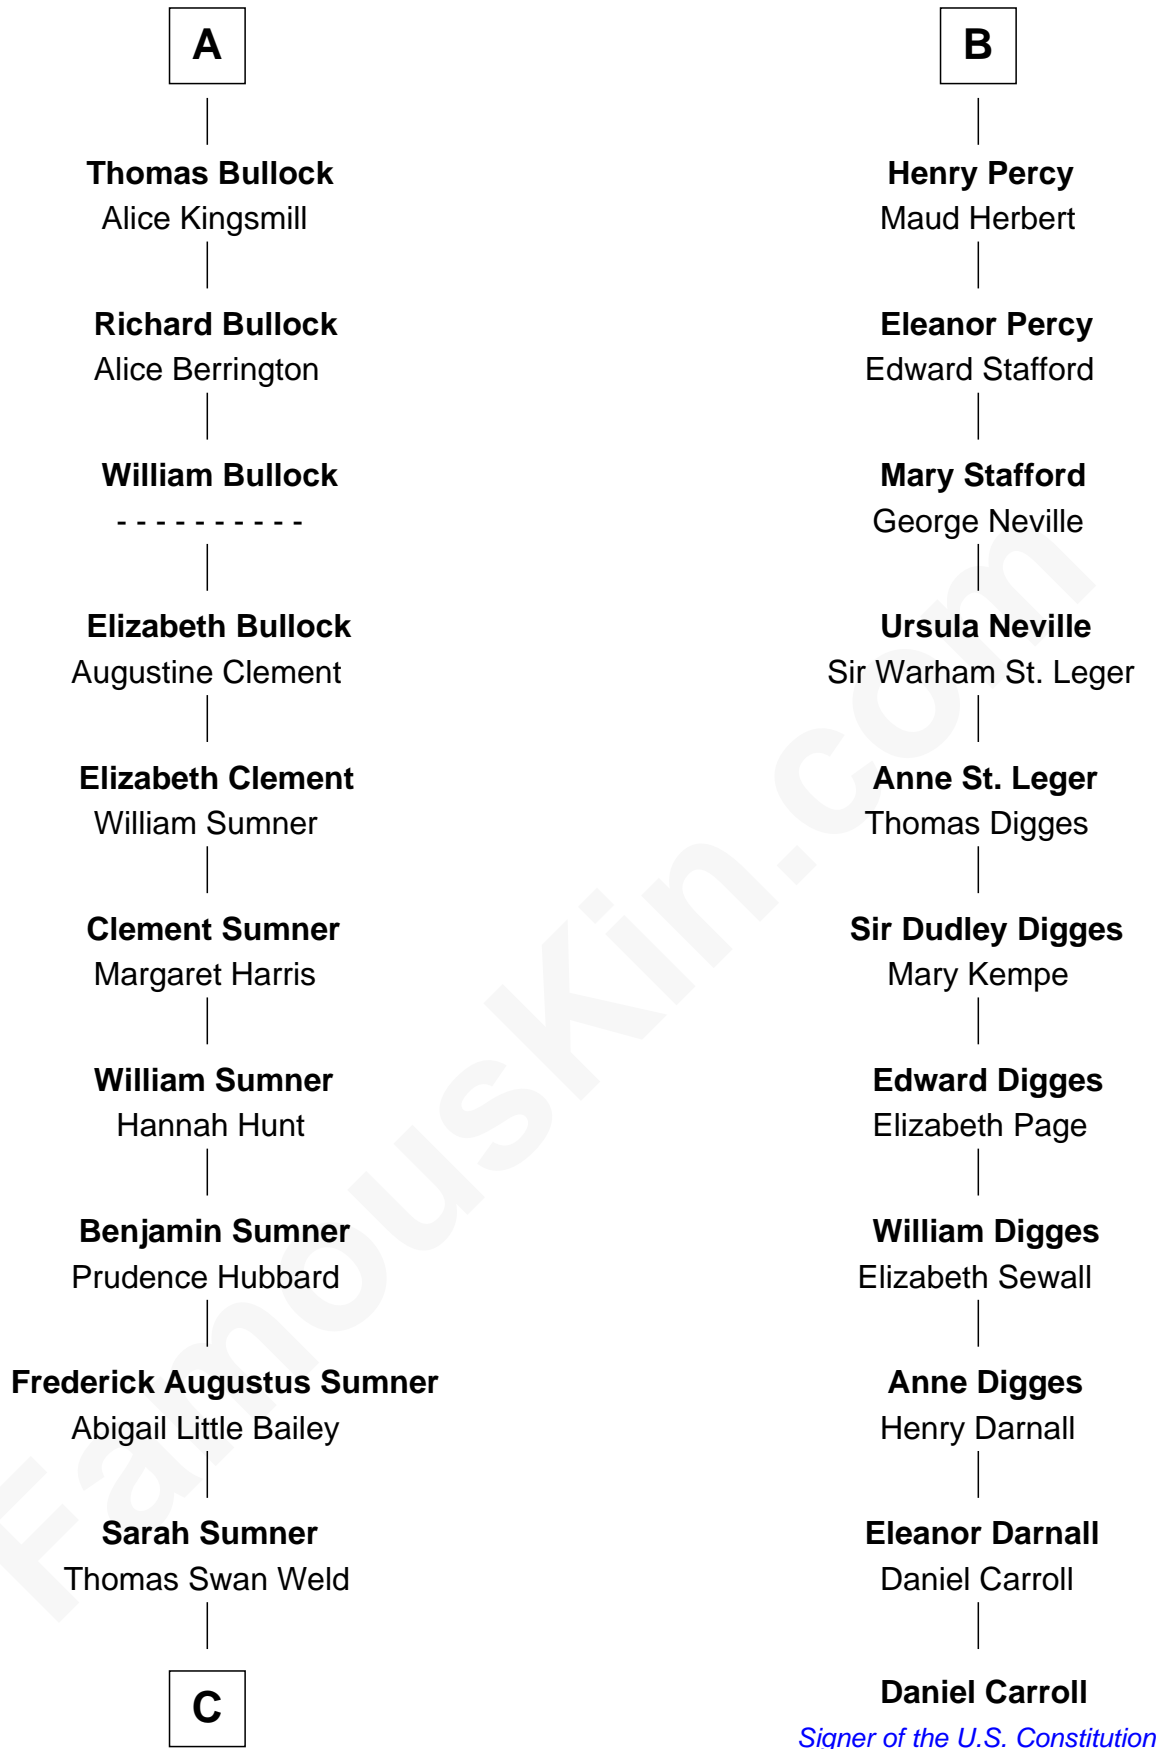 A
Thomas Bullock
Alice Kingsmill
Richard Bullock
Alice Berrington
William Bullock
- - - - - - - - - -
Elizabeth Bullock
Augustine Clement
Elizabeth Clement
William Sumner
Clement Sumner
Margaret Harris
William Sumner
Hannah Hunt
Benjamin Sumner
Prudence Hubbard
Frederick Augustus Sumner
Abigail Little Bailey
Sarah Sumner
Thomas Swan Weld
C
B
Henry Percy
Maud Herbert
Eleanor Percy
Edward Stafford
Mary Stafford
George Neville
Ursula Neville
Sir Warham St. Leger
Anne St. Leger
Thomas Digges
Sir Dudley Digges
Mary Kempe
Edward Digges
Elizabeth Page
William Digges
Elizabeth Sewall
Anne Digges
Henry Darnall
Eleanor Darnall
Daniel Carroll
Daniel Carroll
Signer of the U.S. Constitution
FamousKin.com